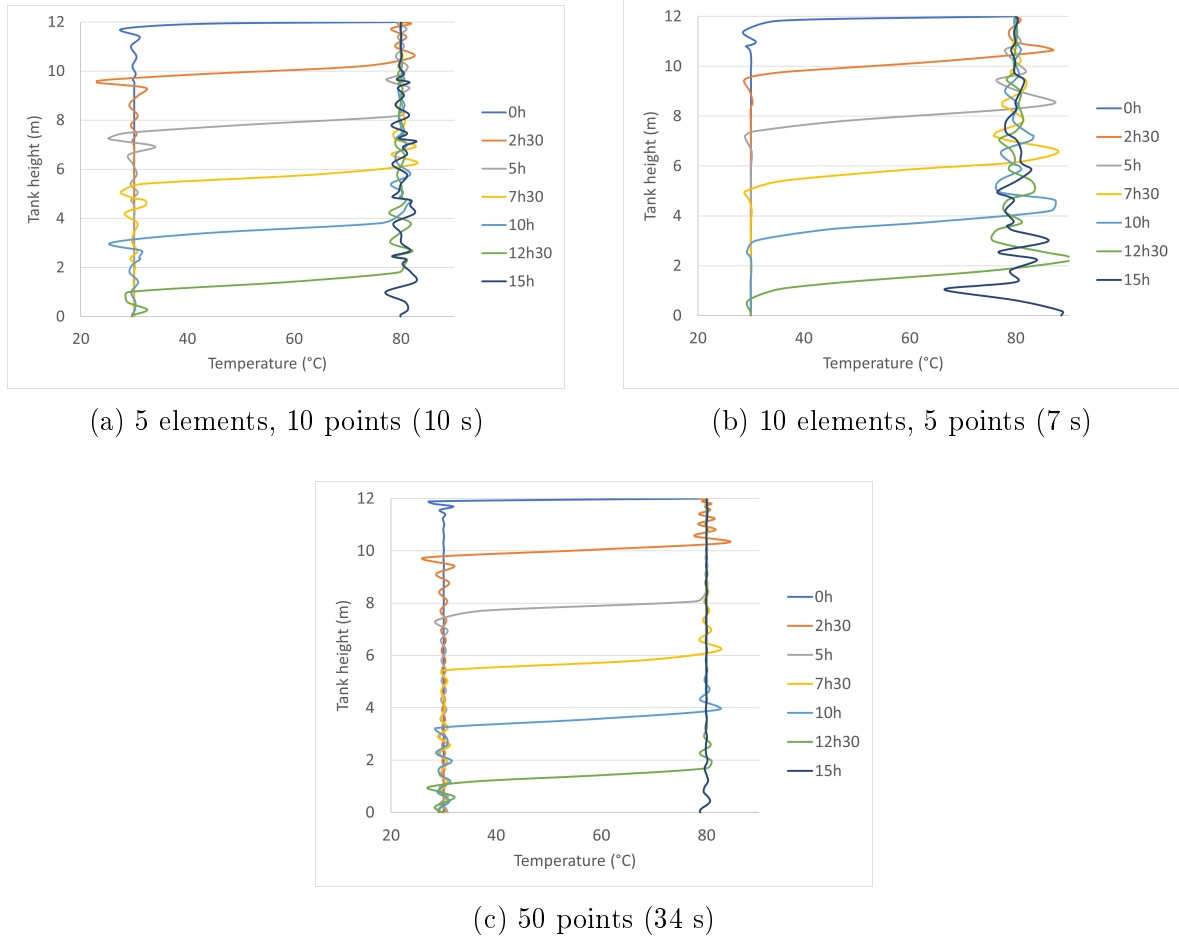 12
10
8
6
4
2
0
Tank height (m)
20 40 60 80
Temperature (°C)
0h
2h30
5h
7h30
10h
12h30
15h
(a) 5 elements, 10 points (10 s)
12
10
8
6
4
2
0
Tank height (m)
20 40 60 80
Temperature (°C)
0h
2h30
5h
7h30
10h
12h30
15h
(b) 10 elements, 5 points (7 s)
12
10
8
6
4
2
0
Tank height (m)
20 40 60 80
Temperature (°C)
0h
2h30
5h
7h30
10h
12h30
15h
(c) 50 points (34 s)